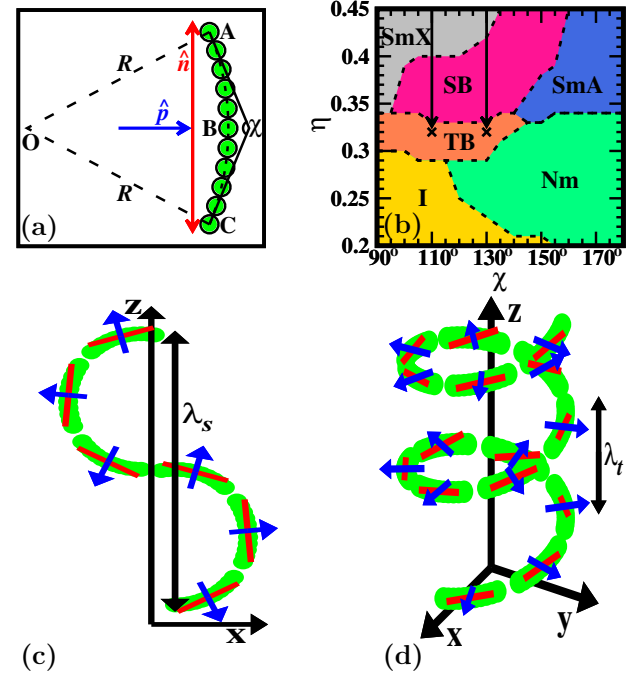 A
R
n̂
p̂
O
B
χ
R
C
(a)
0.45
0.4
0.35
η
0.3
0.25
0.2
SmX
SB
SmA
TB
I
Nm
90°
110°
130°
150°
170°
χ
(b)
z
λs
x
(c)
z
λt
x
y
(d)